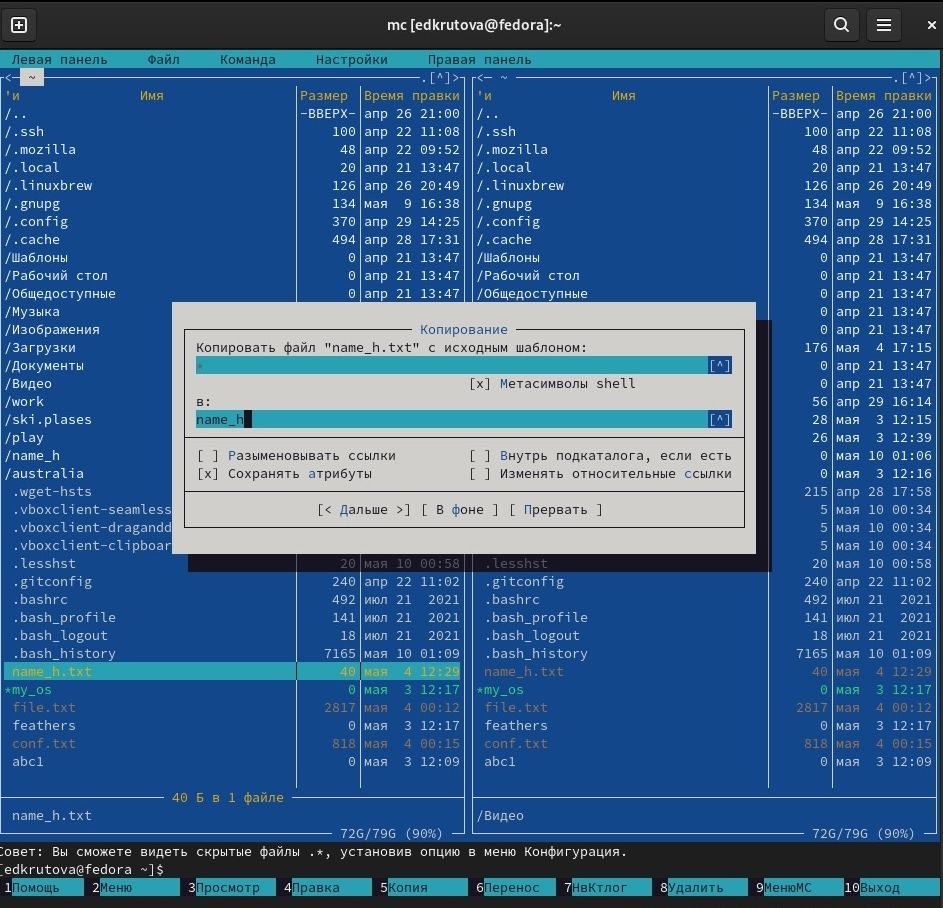 mc [edkrutova@fedora]:~
Левая панель Файл Команда Настройки Правая панель
<─ ~ .[^]> <─ ~ .[^]>
'и Имя Размер Время правки 'и Имя Размер Время правки
/.. -ВВЕРХ- апр 26 21:00 /.. -ВВЕРХ- апр 26 21:00
/.ssh 100 апр 22 11:08 /.ssh 100 апр 22 11:08
/.mozilla 48 апр 22 09:52 /.mozilla 48 апр 22 09:52
/.local 20 апр 21 13:47 /.local 20 апр 21 13:47
/.linuxbrew 126 апр 26 20:49 /.linuxbrew 126 апр 26 20:49
/.gnupg 134 мая 9 16:38 /.gnupg 134 мая 9 16:38
/.config 370 апр 29 14:25 /.config 370 апр 29 14:25
/.cache 494 апр 28 17:31 /.cache 494 апр 28 17:31
/Шаблоны 0 апр 21 13:47 /Шаблоны 0 апр 21 13:47
/Рабочий стол 0 апр 21 13:47 /Рабочий стол 0 апр 21 13:47
/Общедоступные 0 апр 21 13:47 /Общедоступные 0 апр 21 13:47
/Музыка 0 апр 21 13:47
/Изображения Копирование 0 апр 21 13:47
/Загрузки Копировать файл "name_h.txt" с исходным шаблоном: 176 мая 4 17:15
/Документы * [^] 0 апр 21 13:47
/Видео [x] Метасимволы shell 0 апр 21 13:47
/work в: 56 апр 29 16:14
/ski.plases name_h [^] 28 мая 3 12:15
/play 26 мая 3 12:39
/name_h [ ] Разыменовывать ссылки [ ] Внутрь подкаталога, если есть 0 мая 10 01:06
/australia [x] Сохранять атрибуты [ ] Изменять относительные ссылки 0 мая 3 12:16
.wget-hsts 215 апр 28 17:58
.vboxclient-seamless [< Дальше >] [ В фоне ] [ Прервать ] 5 мая 10 00:34
.vboxclient-dragandd 5 мая 10 00:34
.vboxclient-clipboar 5 мая 10 00:34
.lesshst 20 мая 10 00:58 .lesshst 20 мая 10 00:58
.gitconfig 240 апр 22 11:02 .gitconfig 240 апр 22 11:02
.bashrc 492 июл 21 2021 .bashrc 492 июл 21 2021
.bash_profile 141 июл 21 2021 .bash_profile 141 июл 21 2021
.bash_logout 18 июл 21 2021 .bash_logout 18 июл 21 2021
.bash_history 7165 мая 10 01:09 .bash_history 7165 мая 10 01:09
name_h.txt 40 мая 4 12:29 name_h.txt 40 мая 4 12:29
*my_os 0 мая 3 12:17 *my_os 0 мая 3 12:17
file.txt 2817 мая 4 00:12 file.txt 2817 мая 4 00:12
feathers 0 мая 3 12:17 feathers 0 мая 3 12:17
conf.txt 818 мая 4 00:15 conf.txt 818 мая 4 00:15
abc1 0 мая 3 12:09 abc1 0 мая 3 12:09
40 Б в 1 файле
name_h.txt /Видео
72G/79G (90%) 72G/79G (90%)
Совет: Вы сможете видеть скрытые файлы .*, установив опцию в меню Конфигурация.
[edkrutova@fedora ~]$
1Помощь 2Меню 3Просмотр 4Правка 5Копия 6Перенос 7НвКтлог 8Удалить 9МенюMC 10Выход